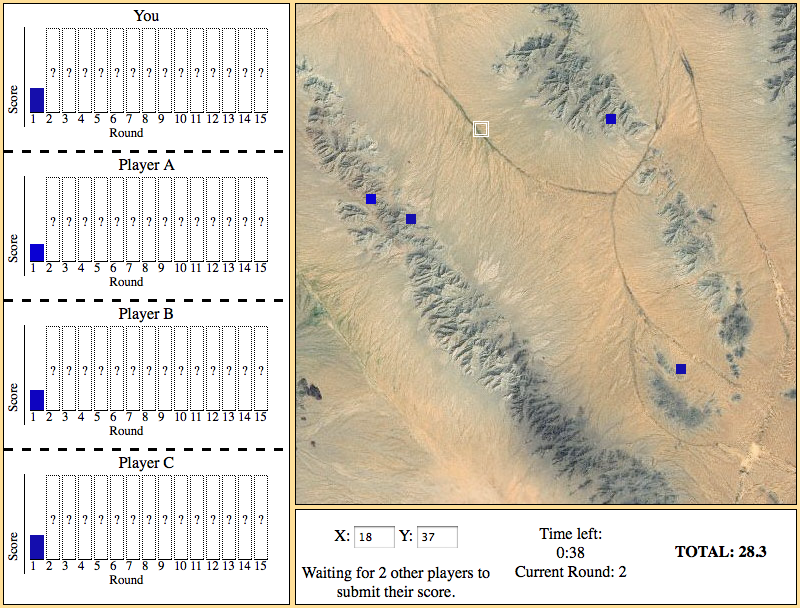 You
? ? ? ? ? ? ? ? ? ? ? ? ? ?
Score
1 2 3 4 5 6 7 8 9 10 11 12 13 14 15
Round
Player A
? ? ? ? ? ? ? ? ? ? ? ? ? ?
Score
1 2 3 4 5 6 7 8 9 10 11 12 13 14 15
Round
Player B
? ? ? ? ? ? ? ? ? ? ? ? ? ?
Score
1 2 3 4 5 6 7 8 9 10 11 12 13 14 15
Round
Player C
? ? ? ? ? ? ? ? ? ? ? ? ? ?
Score
1 2 3 4 5 6 7 8 9 10 11 12 13 14 15
Round
X: 18 Y: 37
Waiting for 2 other players to
submit their score.
Time left:
0:38
Current Round: 2
TOTAL: 28.3